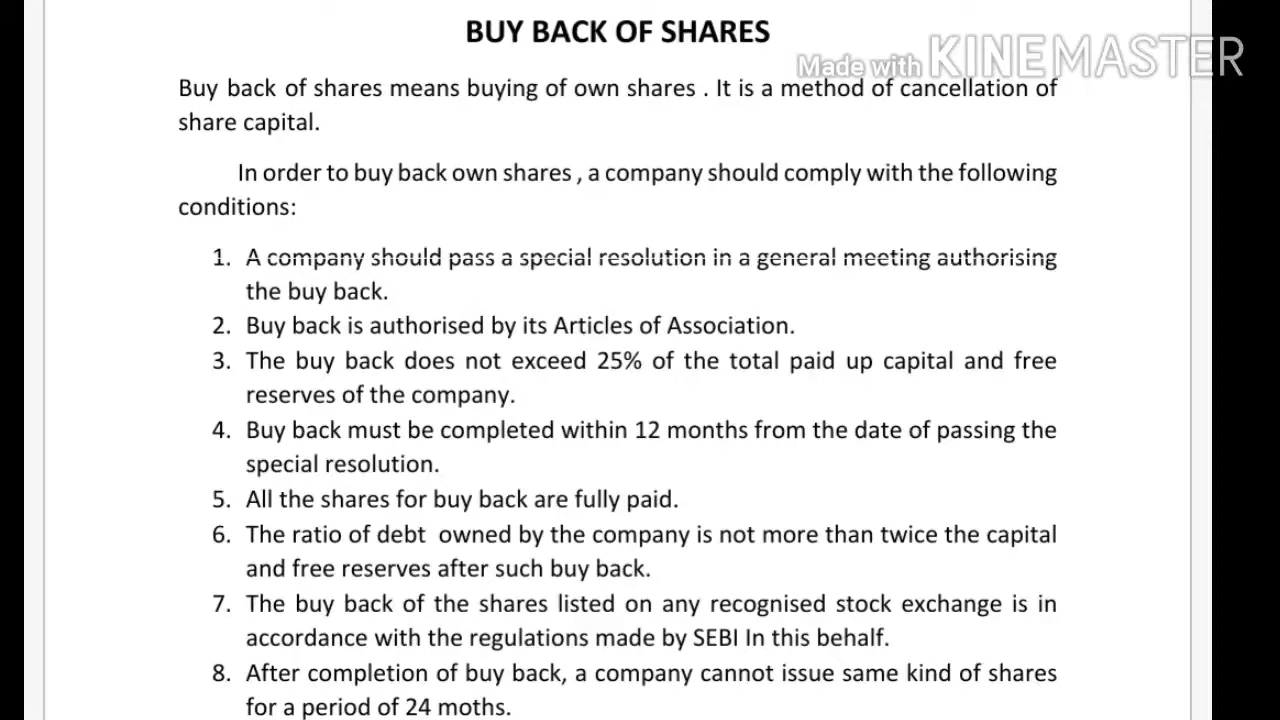 BUY BACK OF SHARES
Made with KINEMASTER
Buy back of shares means buying of own shares . It is a method of cancellation of
share capital.
In order to buy back own shares , a company should comply with the following
conditions:
1. A company should pass a special resolution in a general meeting authorising
the buy back.
2. Buy back is authorised by its Articles of Association.
3. The buy back does not exceed 25% of the total paid up capital and free
reserves of the company.
4. Buy back must be completed within 12 months from the date of passing the
special resolution.
5. All the shares for buy back are fully paid.
6. The ratio of debt owned by the company is not more than twice the capital
and free reserves after such buy back.
7. The buy back of the shares listed on any recognised stock exchange is in
accordance with the regulations made by SEBI In this behalf.
8. After completion of buy back, a company cannot issue same kind of shares
for a period of 24 moths.